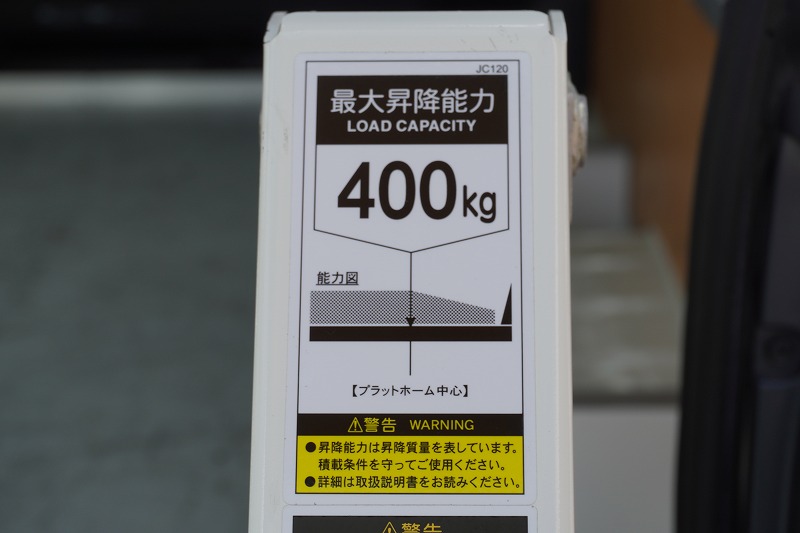 JC120
最大昇降能力
LOAD CAPACITY
400kg
能力図
【プラットホーム中心】
⚠警告 WARNING
●昇降能力は昇降質量を表しています。
積載条件を守ってご使用ください。
●詳細は取扱説明書をお読みください。
⚠警告